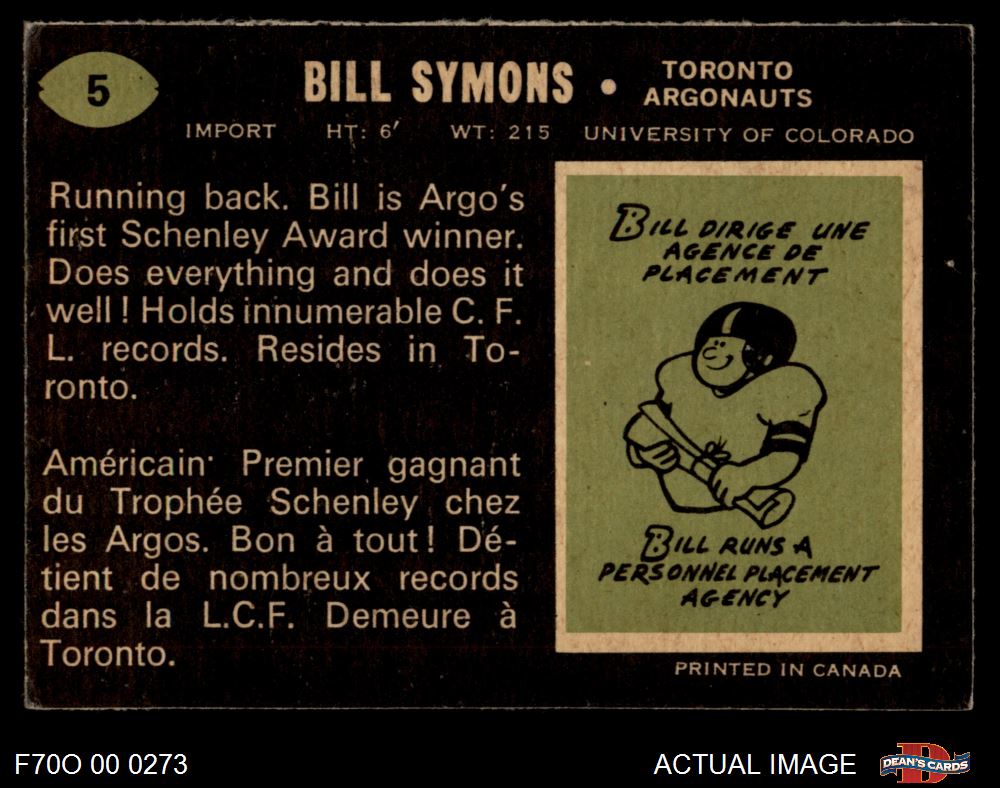 5
BILL SYMONS • TORONTO ARGONAUTS
IMPORT HT: 6′ WT: 215 UNIVERSITY OF COLORADO
Running back. Bill is Argo's
first Schenley Award winner.
Does everything and does it
well! Holds innumerable C. F.
L. records. Resides in To-
ronto.
Américain· Premier gagnant
du Trophée Schenley chez
les Argos. Bon à tout! Dé-
tient de nombreux records
dans la L.C.F. Demeure à
Toronto.
BILL DIRIGE UNE
AGENCE DE
PLACEMENT
BILL RUNS A
PERSONNEL PLACEMENT
AGENCY
PRINTED IN CANADA
F70O 00 0273
ACTUAL IMAGE
DEAN'S CARDS